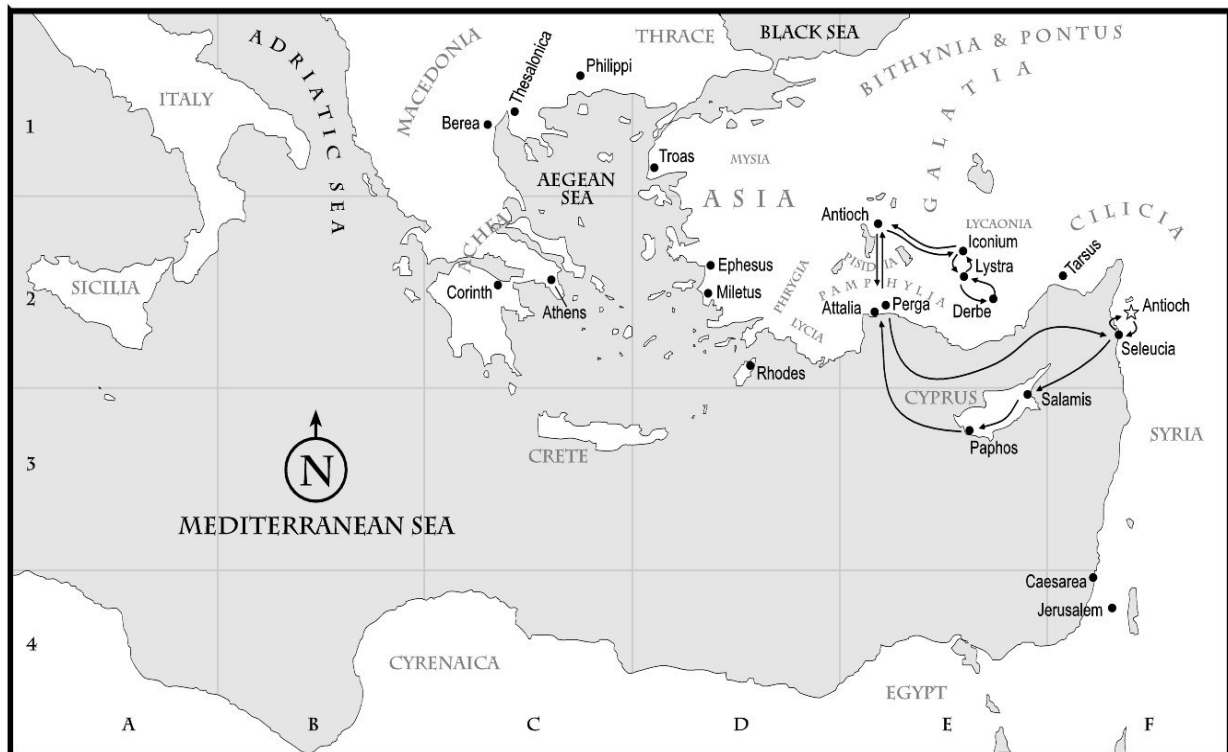 BLACK SEA
THRACE
BITHYNIA & PONTUS
ADRIATIC SEA
MACEDONIA
Thesalonica
Philippi
GALATIA
ITALY
1
Berea
Troas
MYSIA
AEGEAN
SEA
ASIA
Antioch
LYCAONIA
CILICIA
ACHEA
Iconium
Ephesus
PISIDIA
Lystra
Tarsus
SICILIA
2
Corinth
Miletus
PHRYGIA
PAMPHYLIA
Athens
Attalia
Perga
Derbe
Antioch
LYCIA
Seleucia
Rhodes
CYPRUS
Salamis
SYRIA
Paphos
CRETE
3
N
MEDITERRANEAN SEA
Caesarea
Jerusalem
4
CYRENAICA
EGYPT
A
B
C
D
E
F